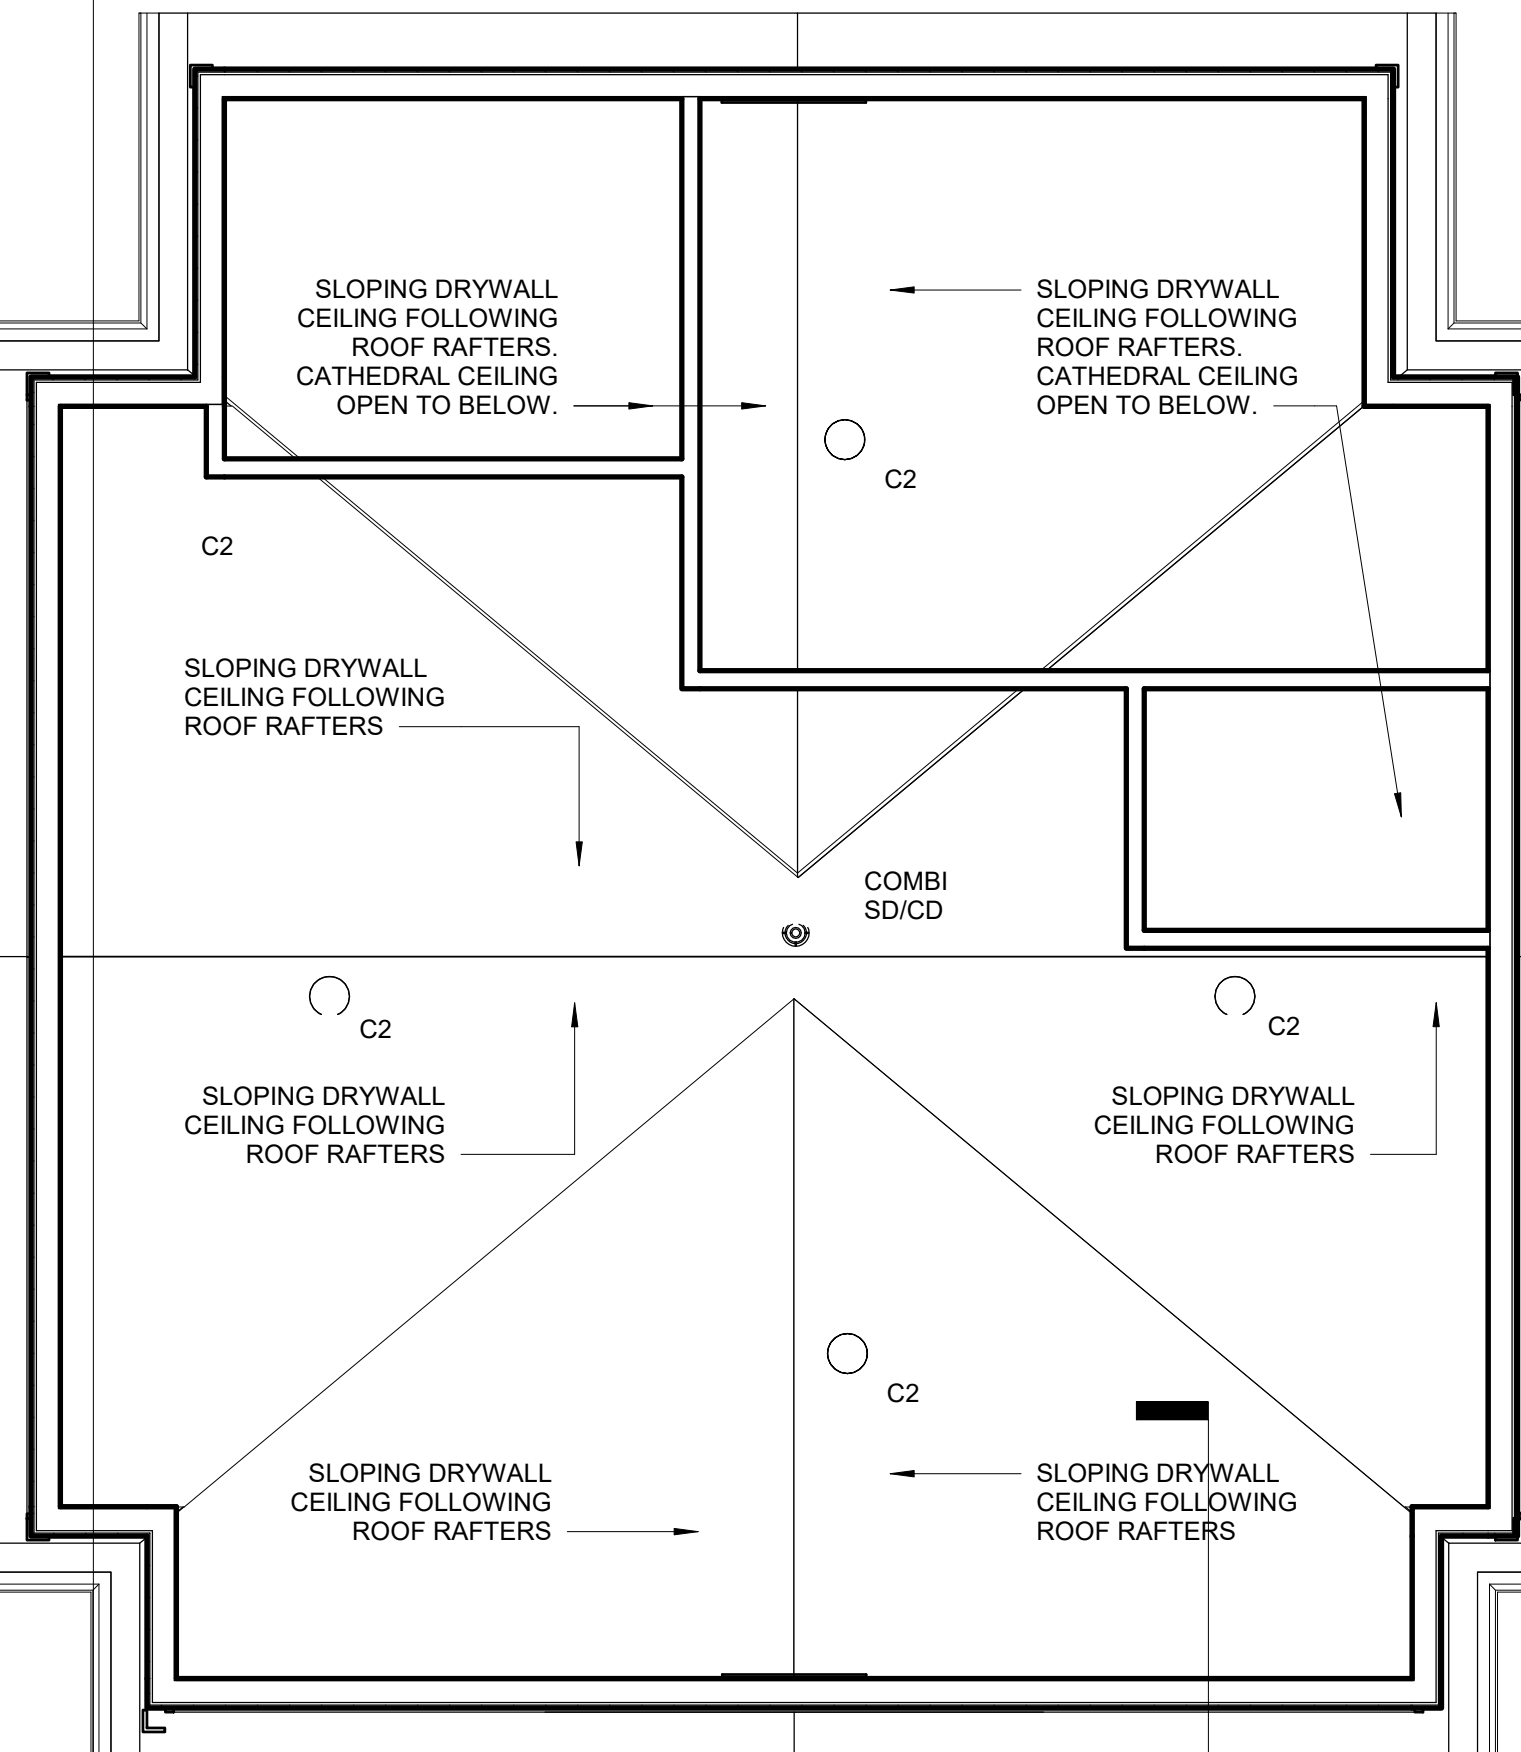 SLOPING DRYWALL
CEILING FOLLOWING
ROOF RAFTERS.
CATHEDRAL CEILING
OPEN TO BELOW.
SLOPING DRYWALL
CEILING FOLLOWING
ROOF RAFTERS.
CATHEDRAL CEILING
OPEN TO BELOW.
C2
C2
SLOPING DRYWALL
CEILING FOLLOWING
ROOF RAFTERS
COMBI
SD/CD
C2
C2
SLOPING DRYWALL
CEILING FOLLOWING
ROOF RAFTERS
SLOPING DRYWALL
CEILING FOLLOWING
ROOF RAFTERS
C2
SLOPING DRYWALL
CEILING FOLLOWING
ROOF RAFTERS
SLOPING DRYWALL
CEILING FOLLOWING
ROOF RAFTERS